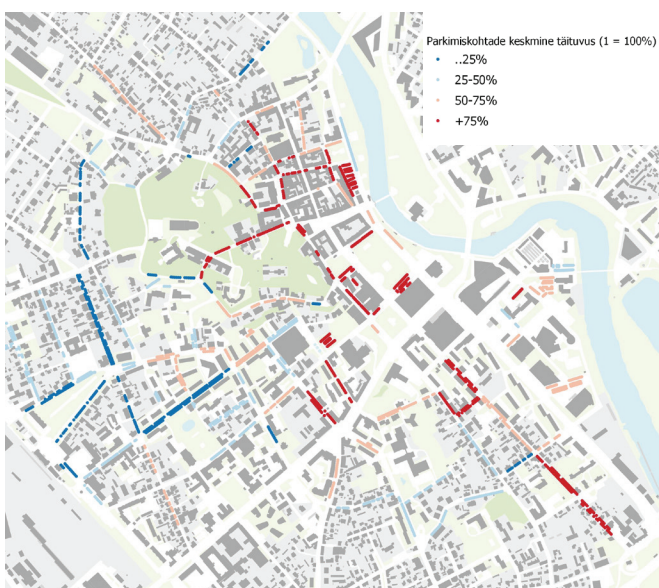 Parkimiskohtade keskmine täituvus (1 = 100%)
..25%
25-50%
50-75%
+75%